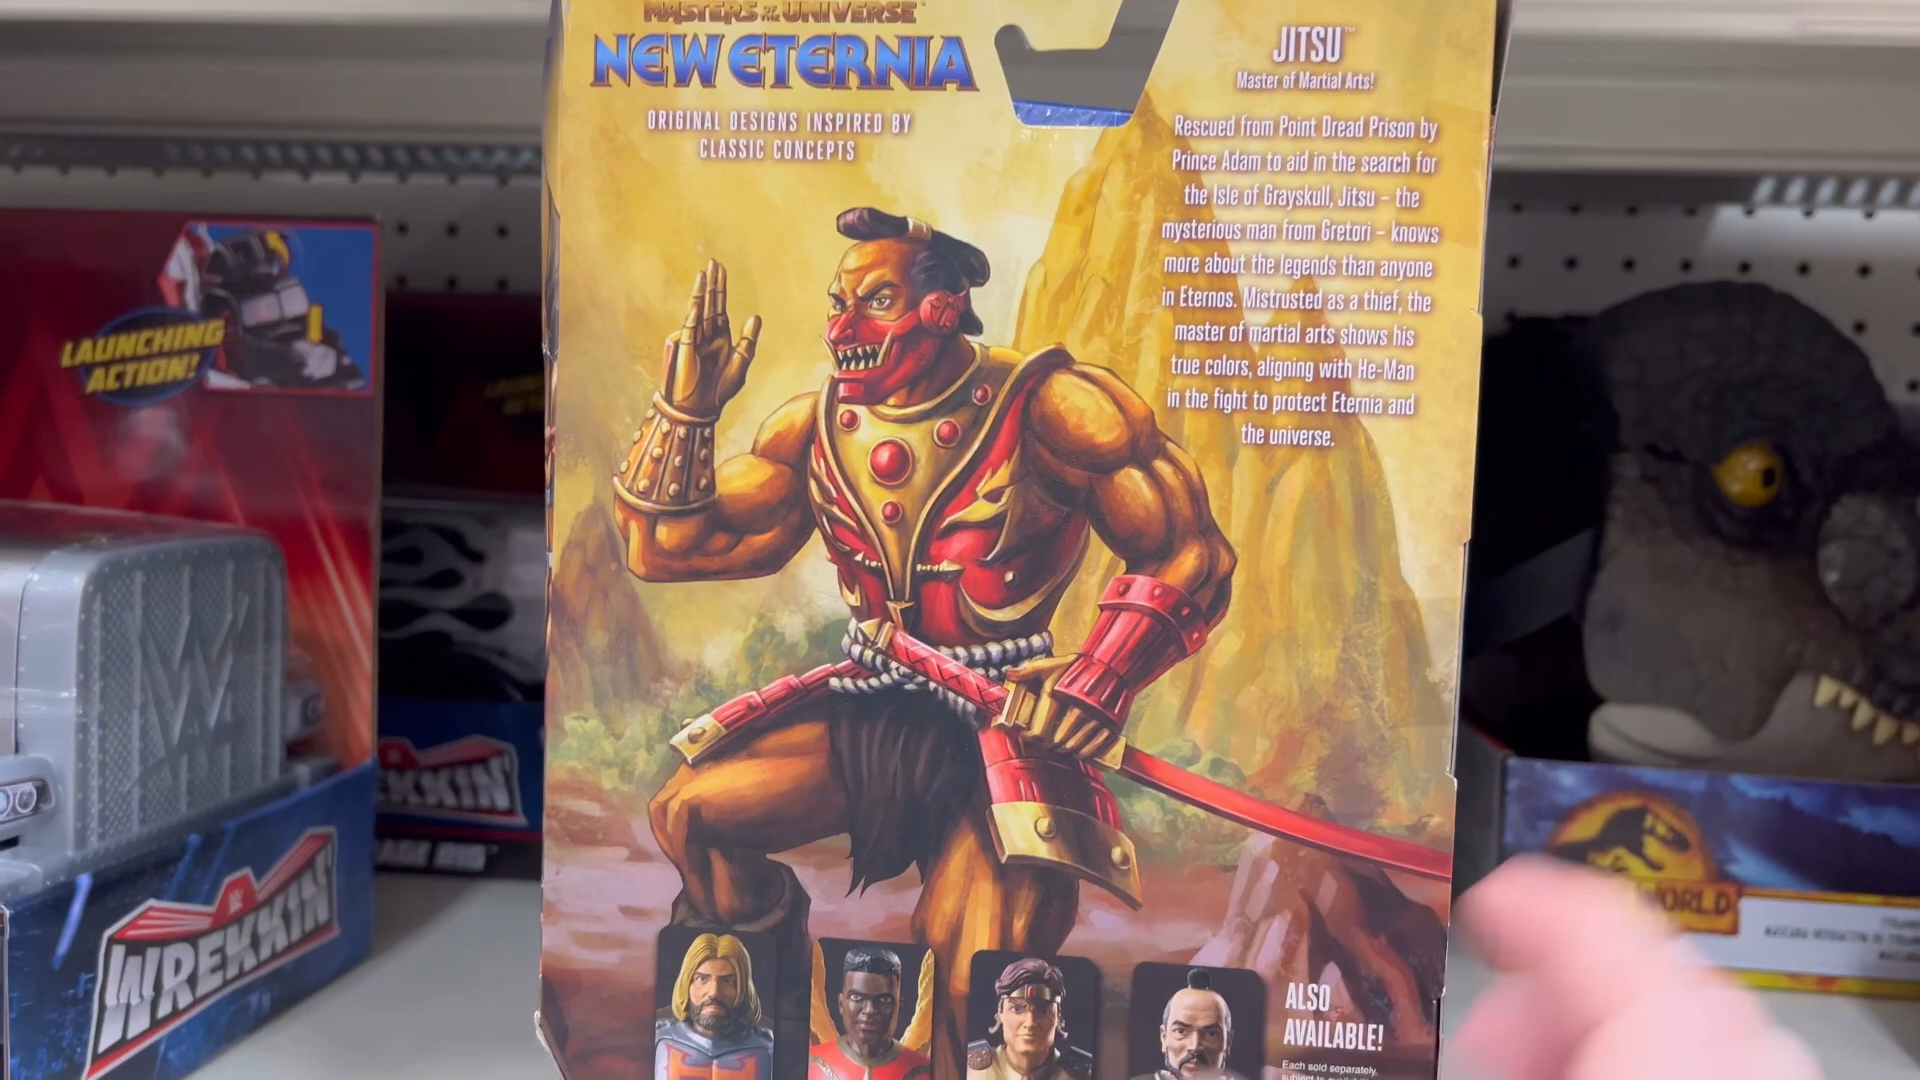 MASTERS OF THE UNIVERSE™
NEW ETERNIA
ORIGINAL DESIGNS INSPIRED BY
CLASSIC CONCEPTS
JITSU™
Master of Martial Arts!
Rescued from Point Dread Prison by
Prince Adam to aid in the search for
the Isle of Grayskull, Jitsu – the
mysterious man from Gretori – knows
more about the legends than anyone
in Eternos. Mistrusted as a thief, the
master of martial arts shows his
true colors, aligning with He-Man
in the fight to protect Eternia and
the universe.
ALSO
AVAILABLE!
Each sold separately,
LAUNCHING
ACTION!
WREKKIN'
EKKIN'
WORLD